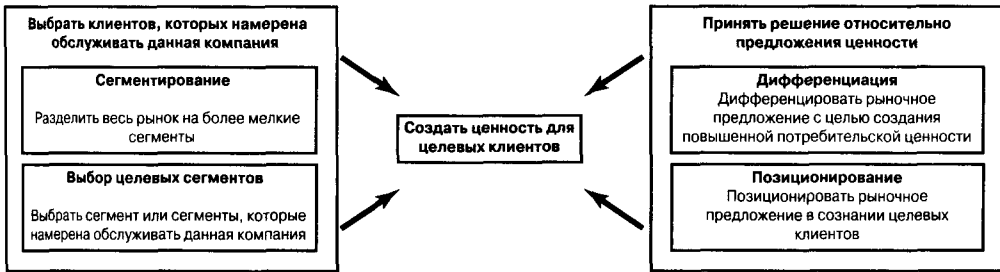 Выбрать клиентов, которых намерена
обслуживать данная компания
Сегментирование
Разделить весь рынок на более мелкие
сегменты
Выбор целевых сегментов
Выбрать сегмент или сегменты, которые
намерена обслуживать данная компания
Создать ценность для
целевых клиентов
Принять решение относительно
предложения ценности
Дифференциация
Дифференцировать рыночное
предложение с целью создания
повышенной потребительской ценности
Позиционирование
Позиционировать рыночное
предложение в сознании целевых
клиентов